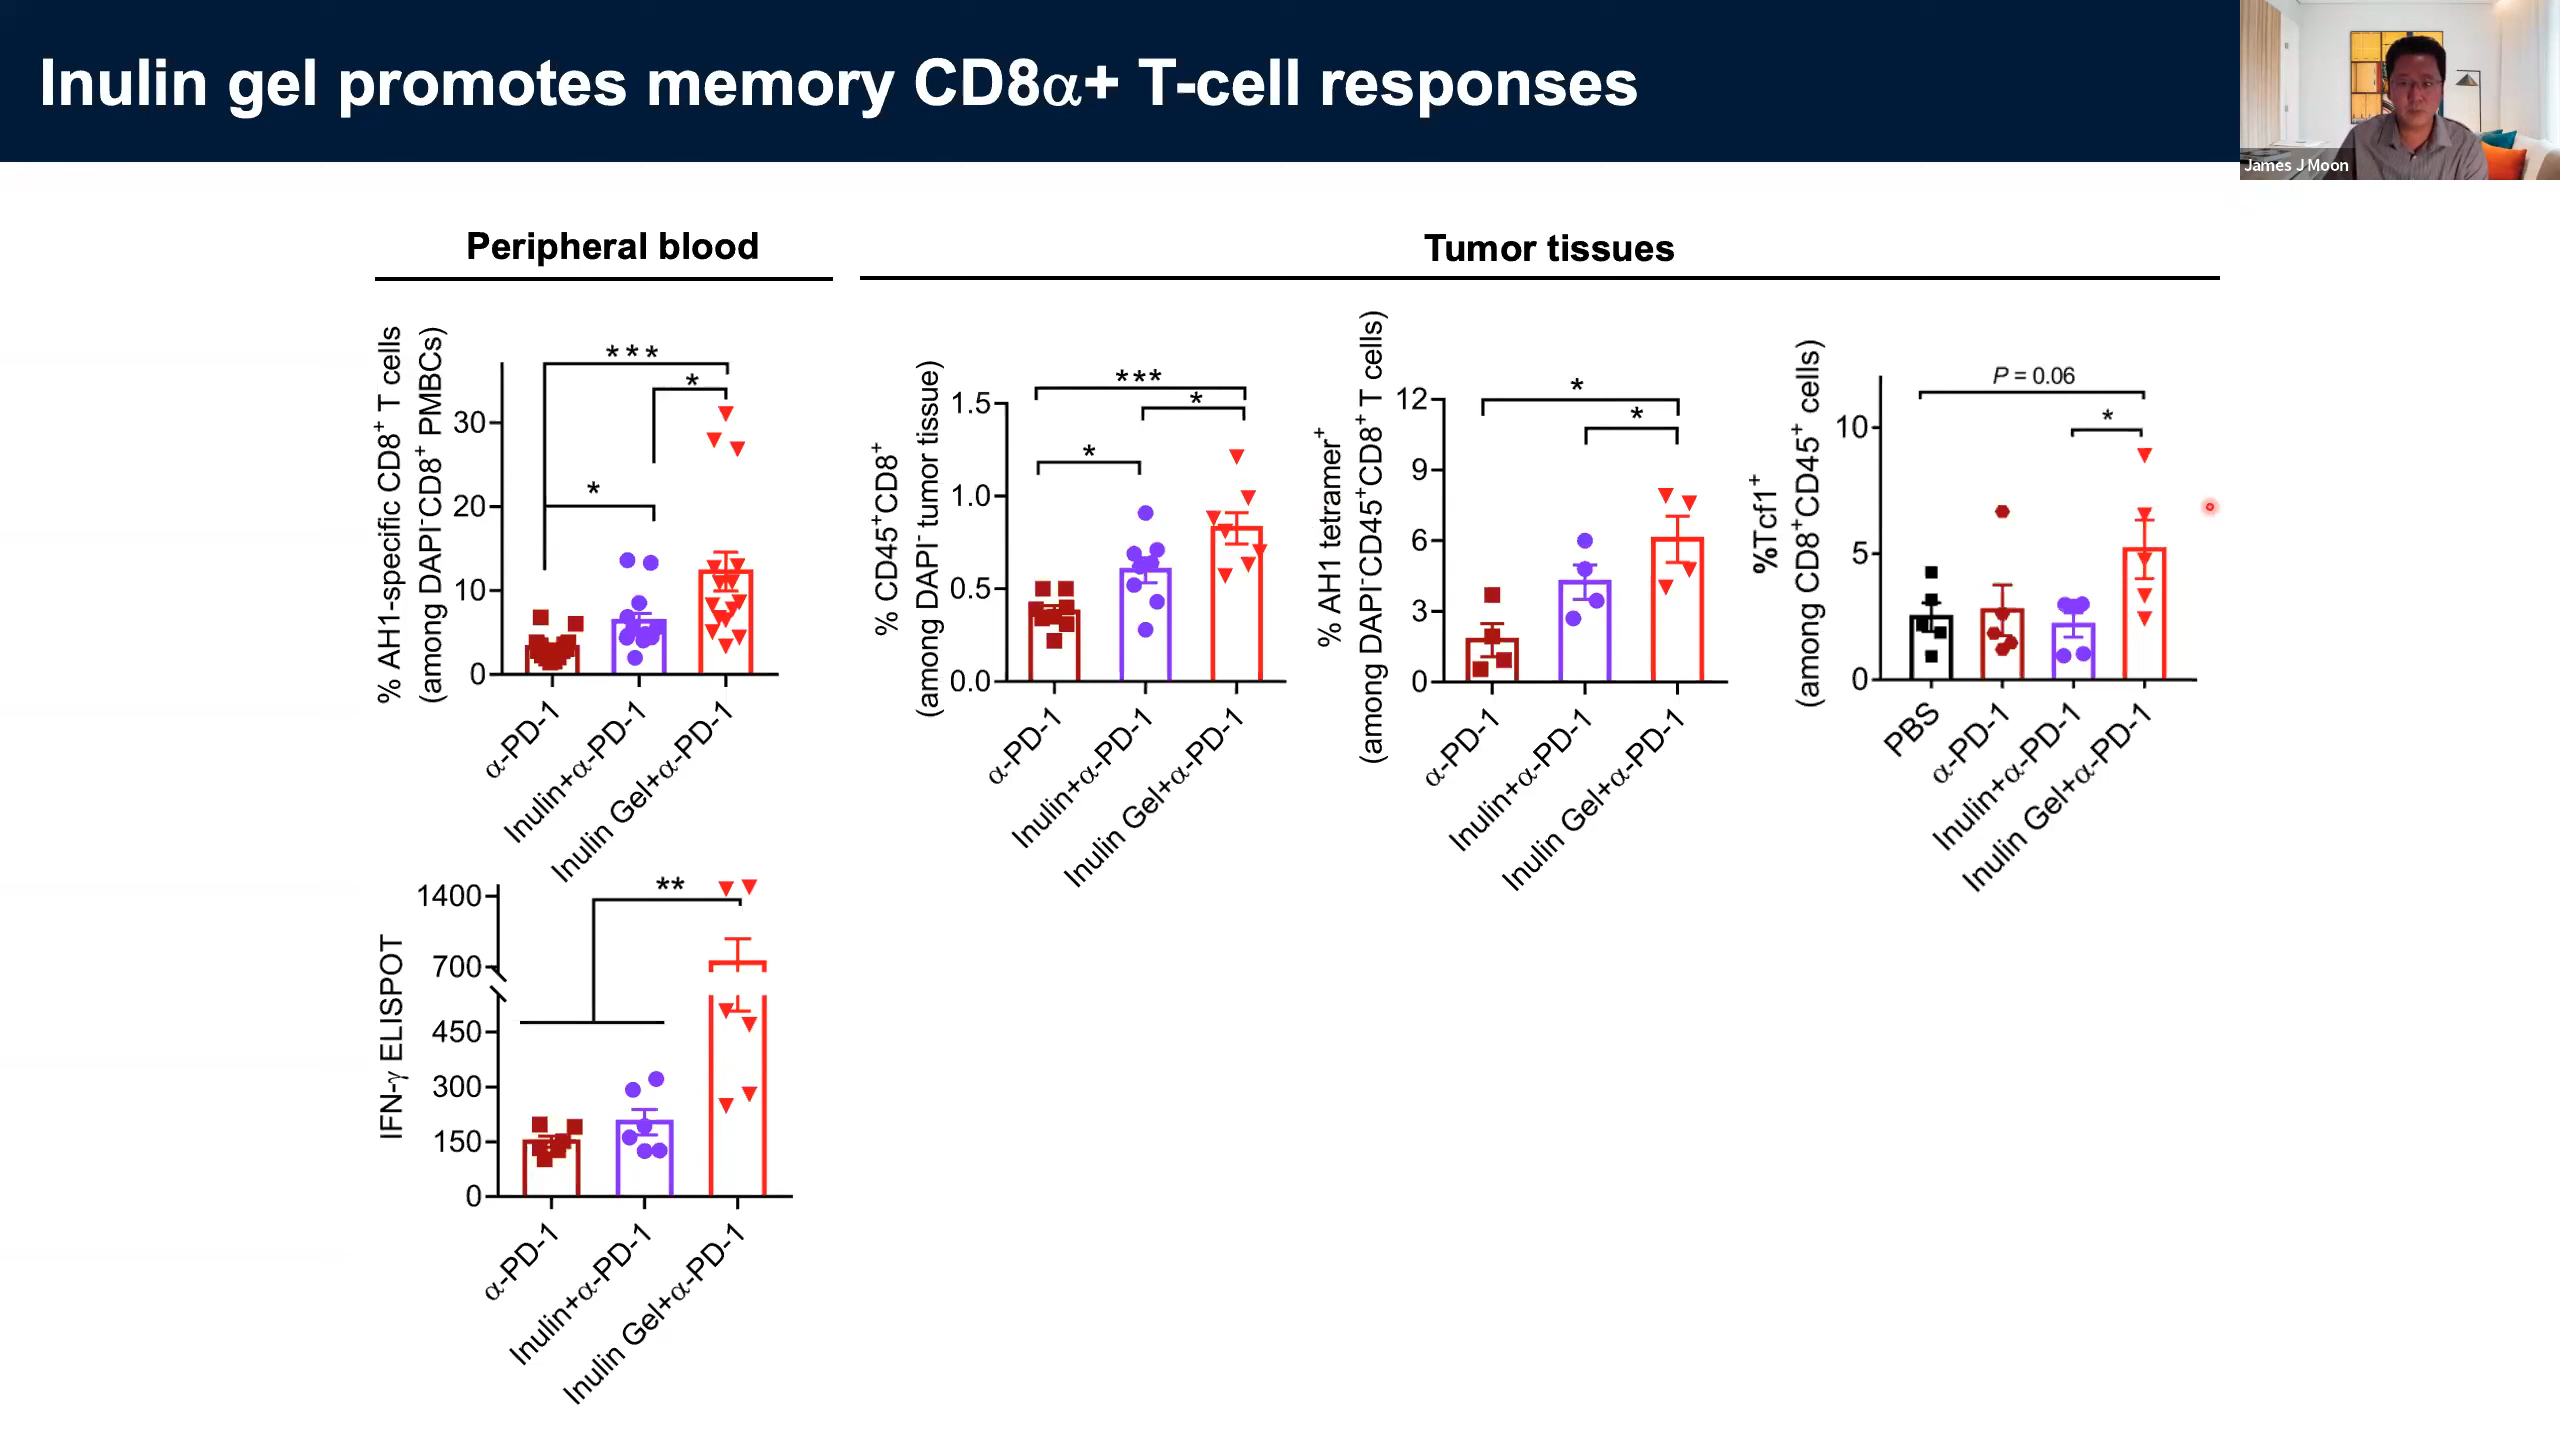 Inulin gel promotes memory CD8α+ T-cell responses
James J Moon
Peripheral blood
Tumor tissues
% AH1-specific CD8⁺ T cells
(among DAPI⁻CD8⁺ PMBCs)
30
20
10
0
***
*
*
α-PD-1
Inulin+α-PD-1
Inulin Gel+α-PD-1
% CD45⁺CD8⁺
(among DAPI⁻ tumor tissue)
1.5
1.0
0.5
0.0
***
*
*
α-PD-1
Inulin+α-PD-1
Inulin Gel+α-PD-1
% AH1 tetramer⁺
(among DAPI⁻CD45⁺CD8⁺ T cells)
12
9
6
3
0
*
*
α-PD-1
Inulin+α-PD-1
Inulin Gel+α-PD-1
%Tcf1⁺
(among CD8⁺CD45⁺ cells)
10
5
0
P = 0.06
*
PBS
α-PD-1
Inulin+α-PD-1
Inulin Gel+α-PD-1
IFN-γ ELISPOT
1400
700
450
300
150
0
**
α-PD-1
Inulin+α-PD-1
Inulin Gel+α-PD-1